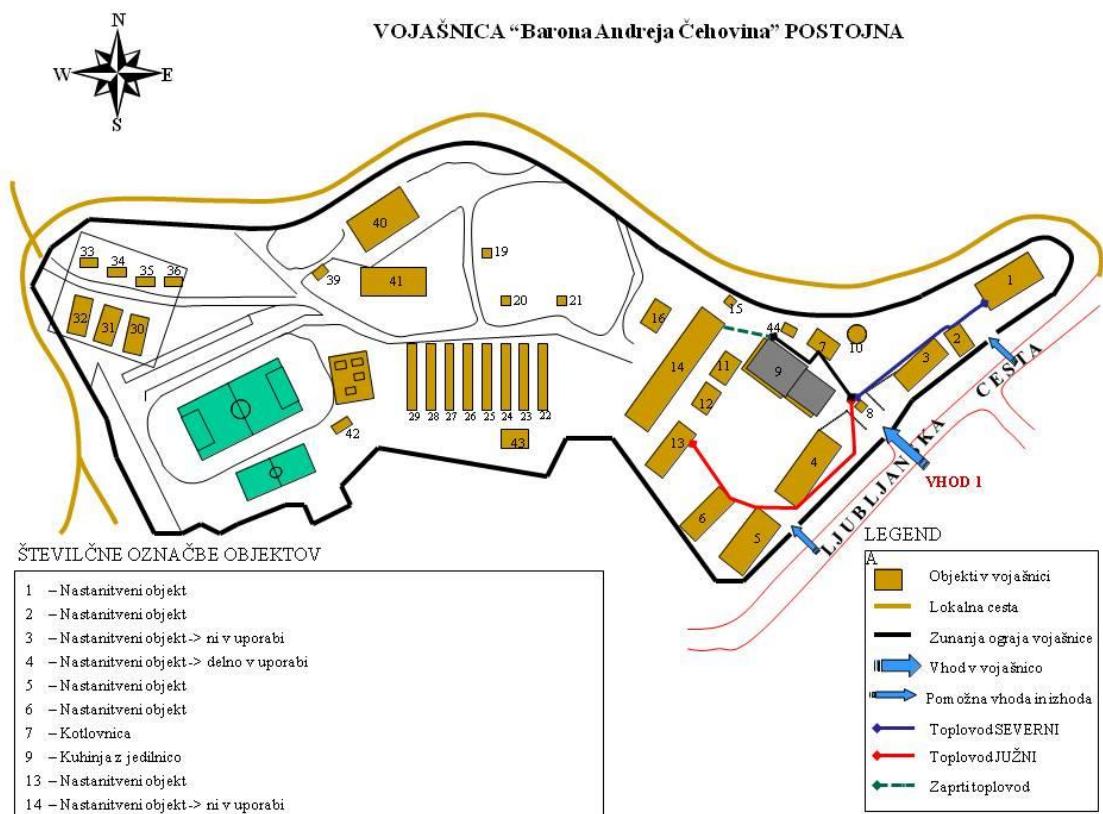 VOJAŠNICA “Barona Andreja Čehovina” POSTOJNA
N
W E
S
1
2
3
4
5
6
7
8
9
10
11
12
13
14
15
16
19
20
21
22
23
24
25
26
27
28
29
30
31
32
33
34
35
36
39
40
41
42
43
44
VHOD 1
LJUBLJANSKA CESTA
ŠTEVILČNE OZNAČBE OBJEKTOV
1 – Nastanitveni objekt
2 – Nastanitveni objekt
3 – Nastanitveni objekt -> ni v uporabi
4 – Nastanitveni objekt -> delno v uporabi
5 – Nastanitveni objekt
6 – Nastanitveni objekt
7 – Kotlovnica
9 – Kuhinja z jedilnico
13 – Nastanitveni objekt
14 – Nastanitveni objekt -> ni v uporabi
LEGEND
A
Objekti v vojašnici
Lokalna cesta
Zunanja ograja vojašnice
Vhod v vojašnico
Pomožna vhoda in izhoda
Toplovod SEVERNI
Toplovod JUŽNI
Zaprti toplovod